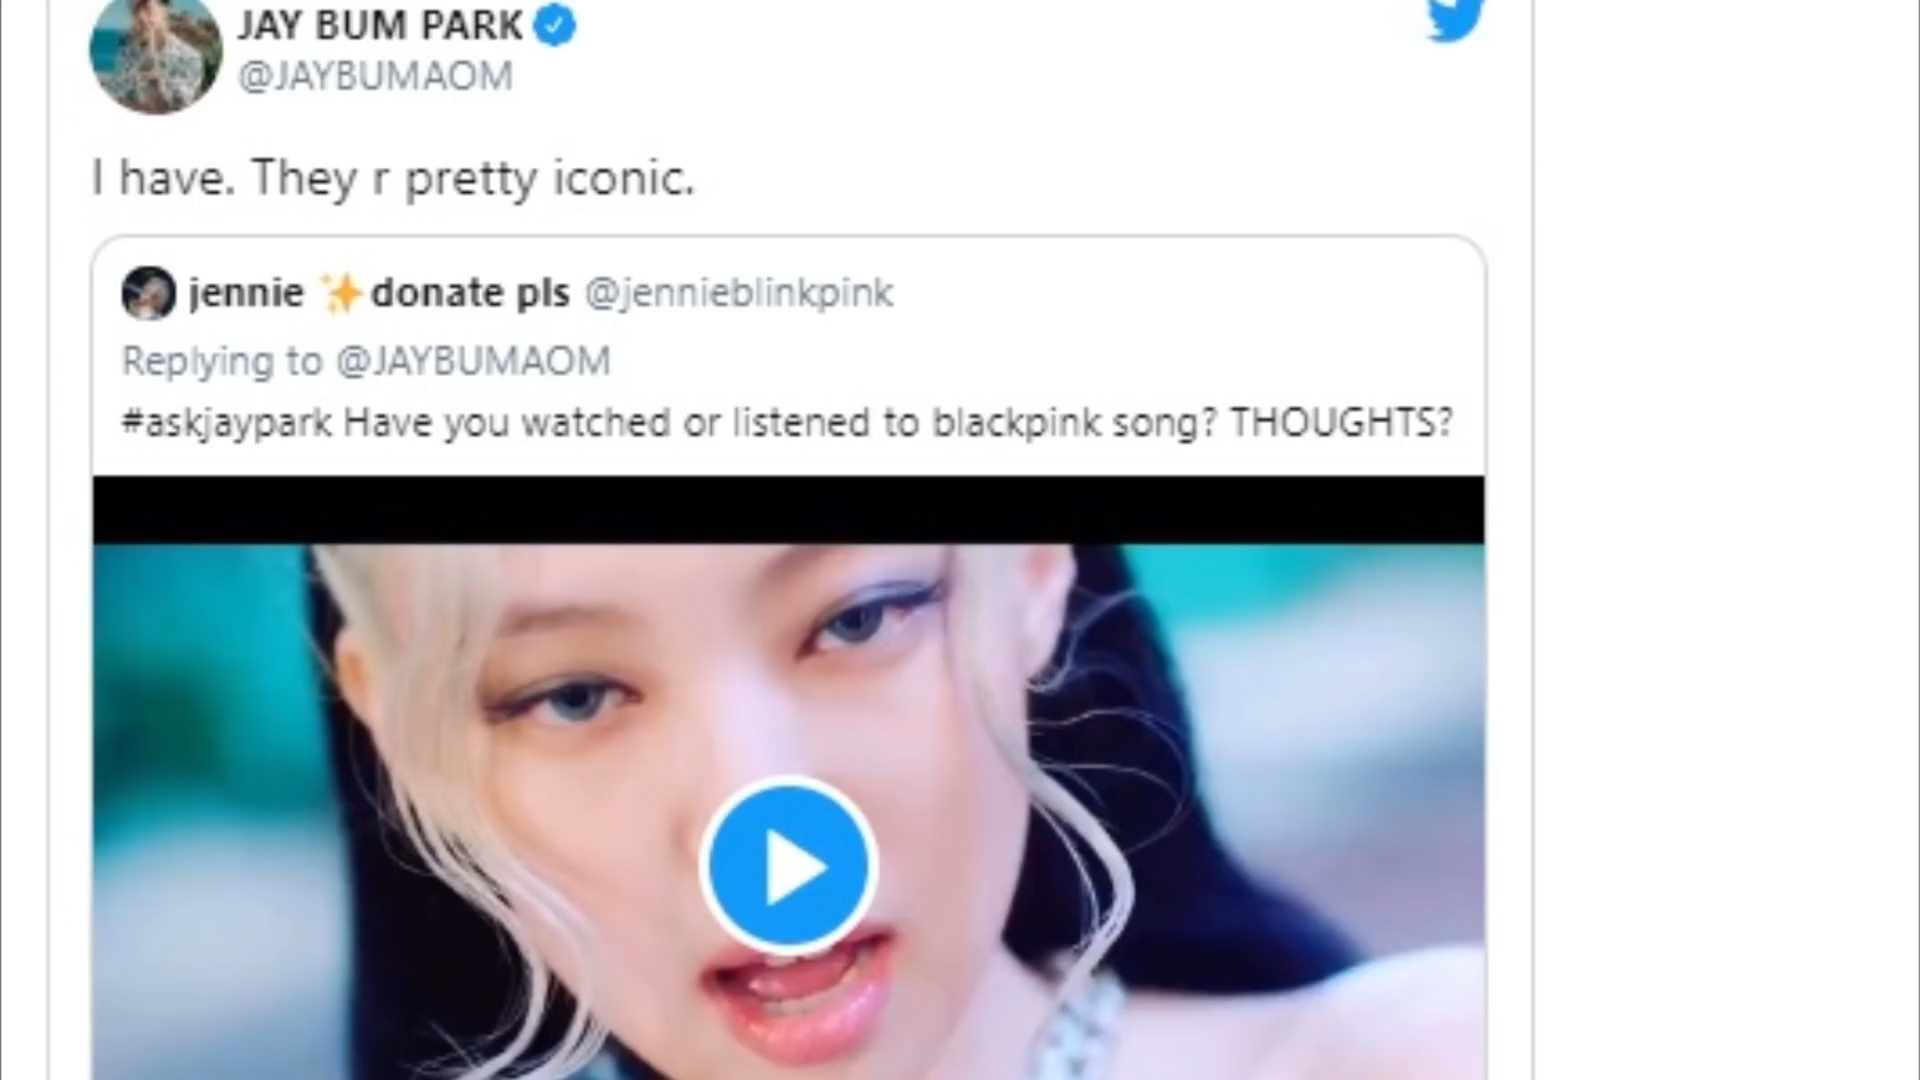 JAY BUM PARK
@JAYBUMAOM
I have. They r pretty iconic.
jennie ✨ donate pls @jennieblinkpink
Replying to @JAYBUMAOM
#askjaypark Have you watched or listened to blackpink song? THOUGHTS?